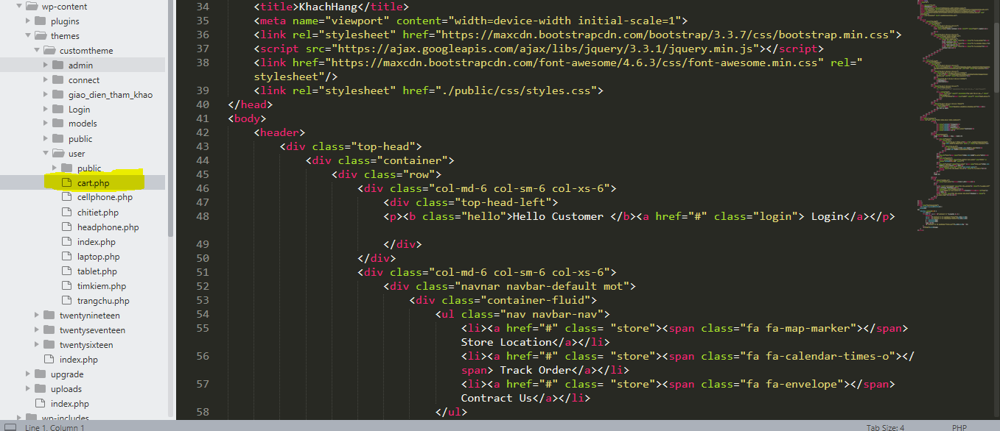 wp-content
plugins
themes
customtheme
admin
connect
giao_dien_tham_khao
Login
models
public
user
public
cart.php
cellphone.php
chitiet.php
headphone.php
index.php
laptop.php
tablet.php
timkiem.php
trangchu.php
twentynineteen
twentyseventeen
twentysixteen
index.php
upgrade
uploads
index.php
wp-includes
34 <title>KhachHang</title>
35 <meta name="viewport" content="width=device-width initial-scale=1">
36 <link rel="stylesheet" href="https://maxcdn.bootstrapcdn.com/bootstrap/3.3.7/css/bootstrap.min.css">
37 <script src="https://ajax.googleapis.com/ajax/libs/jquery/3.3.1/jquery.min.js"></script>
38 <link href="https://maxcdn.bootstrapcdn.com/font-awesome/4.6.3/css/font-awesome.min.css" rel="
stylesheet"/>
39 <link rel="stylesheet" href="./public/css/styles.css">
40 </head>
41 <body>
42 <header>
43 <div class="top-head">
44 <div class="container">
45 <div class="row">
46 <div class="col-md-6 col-sm-6 col-xs-6">
47 <div class="top-head-left">
48 <p><b class="hello">Hello Customer </b><a href="#" class="login"> Login</a></p>
49 </div>
50 </div>
51 <div class="col-md-6 col-sm-6 col-xs-6">
52 <div class="navnar navbar-default mot">
53 <div class="container-fluid">
54 <ul class="nav navbar-nav">
55 <li><a href="#" class= "store"><span class="fa fa-map-marker"></span>
Store Location</a></li>
56 <li><a href="#" class= "store"><span class="fa fa-calendar-times-o"></
span> Track Order</a></li>
57 <li><a href="#" class= "store"><span class="fa fa-envelope"></span>
Contract Us</a></li>
58 </ul>
Line 1, Column 1
Tab Size: 4
PHP